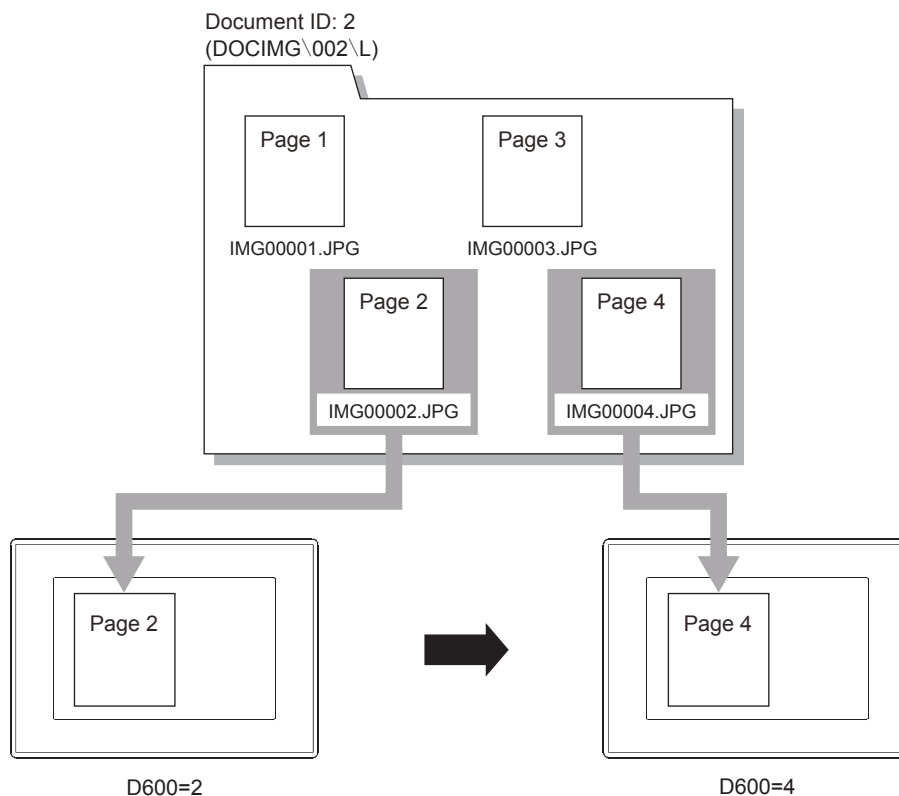 Document ID: 2
(DOCIMG\002\L)
Page 1
Page 3
IMG00001.JPG
IMG00003.JPG
Page 2
Page 4
IMG00002.JPG
IMG00004.JPG
Page 2
Page 4
D600=2
D600=4